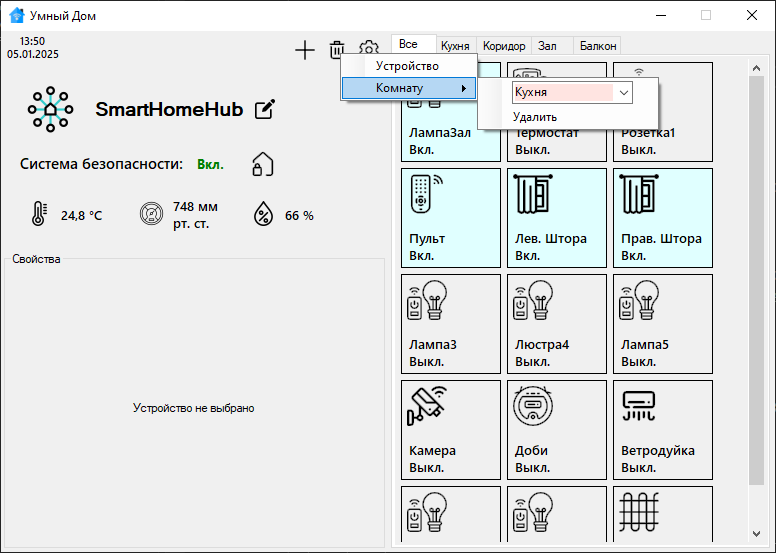 Умный Дом
13:50
05.01.2025
Все
Кухня
Коридор
Зал
Балкон
Устройство
Комнату
Кухня
Удалить
SmartHomeHub
Система безопасности:
Вкл.
24,8 °C
748 мм
рт. ст.
66 %
Свойства
Устройство не выбрано
ЛампаЗал
Вкл.
Термостат
Выкл.
Розетка1
Выкл.
Пульт
Вкл.
Лев. Штора
Вкл.
Прав. Штора
Вкл.
Лампа3
Выкл.
Люстра4
Выкл.
Лампа5
Выкл.
Камера
Выкл.
Доби
Выкл.
Ветродуйка
Выкл.